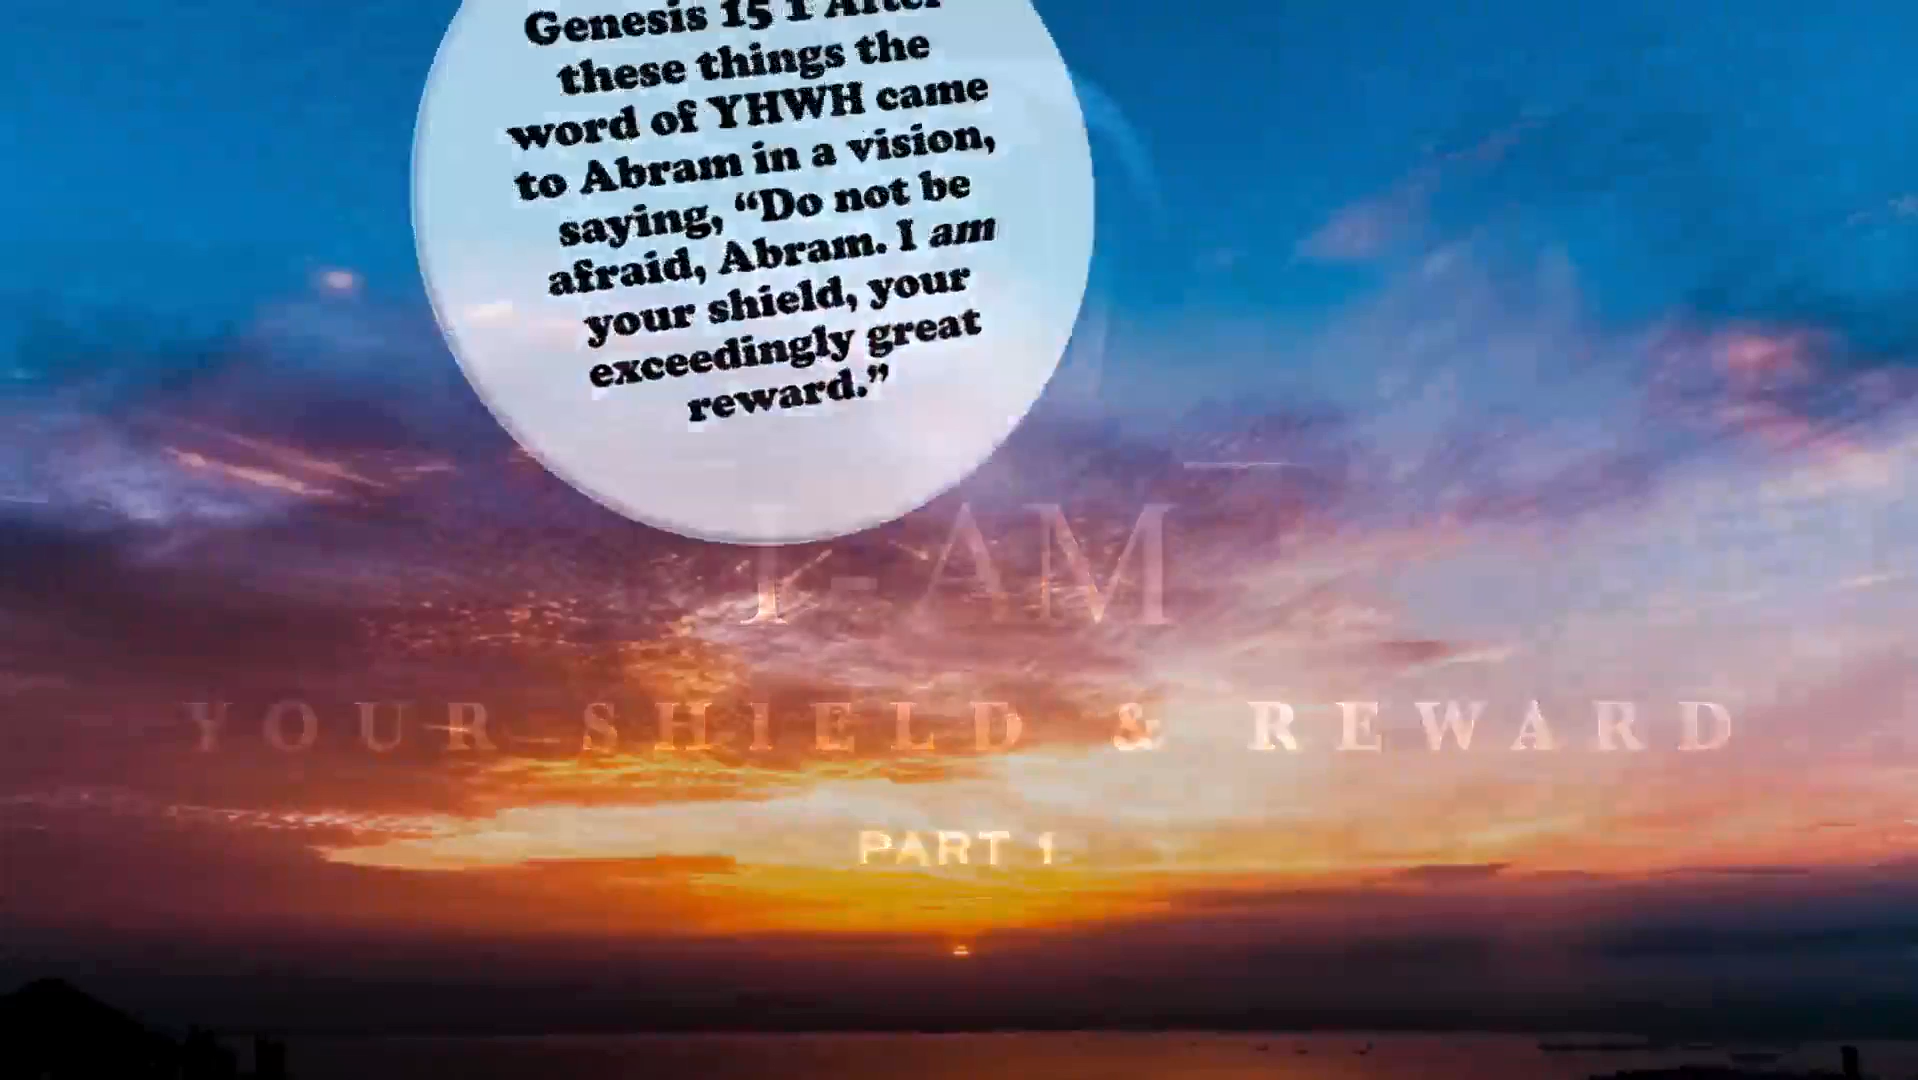 Genesis 15 1 After
these things the
word of YHWH came
to Abram in a vision,
saying, “Do not be
afraid, Abram. I am
your shield, your
exceedingly great
reward.”
I-AM
YOUR SHIELD & REWARD
PART 1